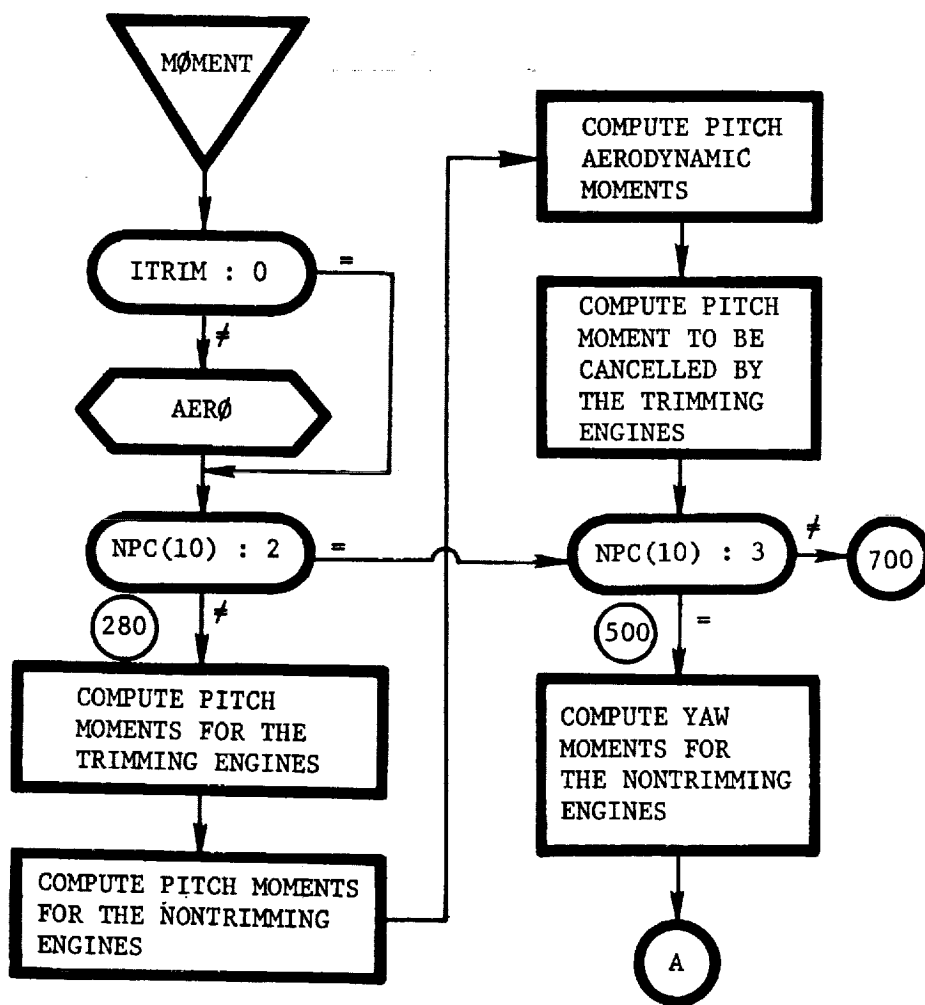 MØMENT
ITRIM : 0
=
≠
AERØ
NPC(10) : 2
=
≠
280
COMPUTE PITCH
MOMENTS FOR THE
TRIMMING ENGINES
COMPUTE PITCH MOMENTS
FOR THE NONTRIMMING
ENGINES
COMPUTE PITCH
AERODYNAMIC
MOMENTS
COMPUTE PITCH
MOMENT TO BE
CANCELLED BY
THE TRIMMING
ENGINES
NPC(10) : 3
≠
700
500
=
COMPUTE YAW
MOMENTS FOR
THE NONTRIMMING
ENGINES
A